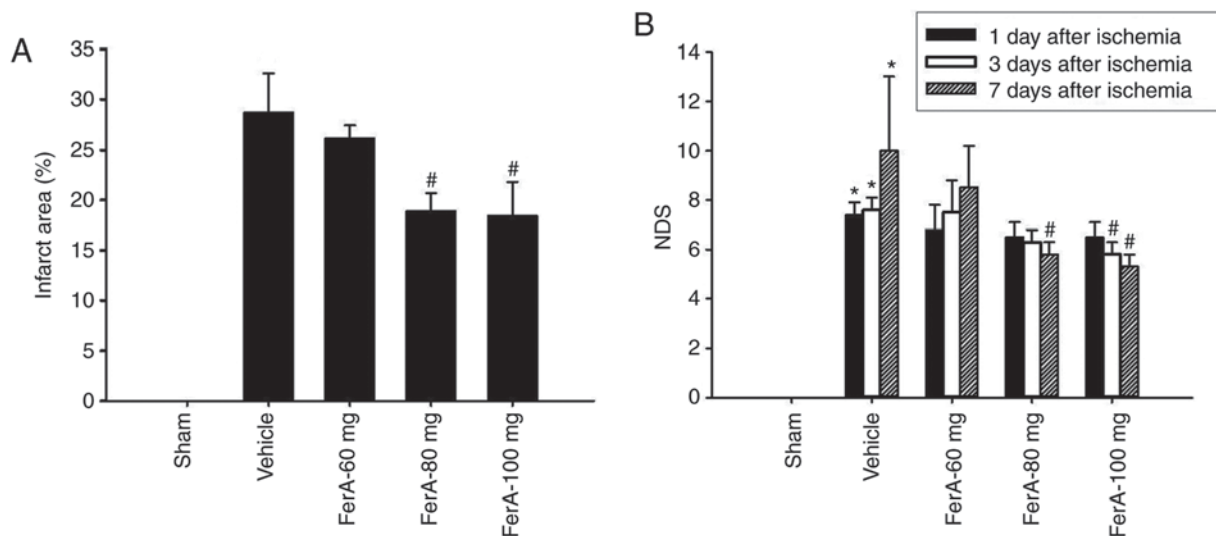 A
Infarct area (%)
35
30
25
20
15
10
5
0
#
#
Sham
Vehicle
FerA-60 mg
FerA-80 mg
FerA-100 mg
B
1 day after ischemia
3 days after ischemia
7 days after ischemia
NDS
14
12
10
8
6
4
2
0
* * *
#
# #
Sham
Vehicle
FerA-60 mg
FerA-80 mg
FerA-100 mg